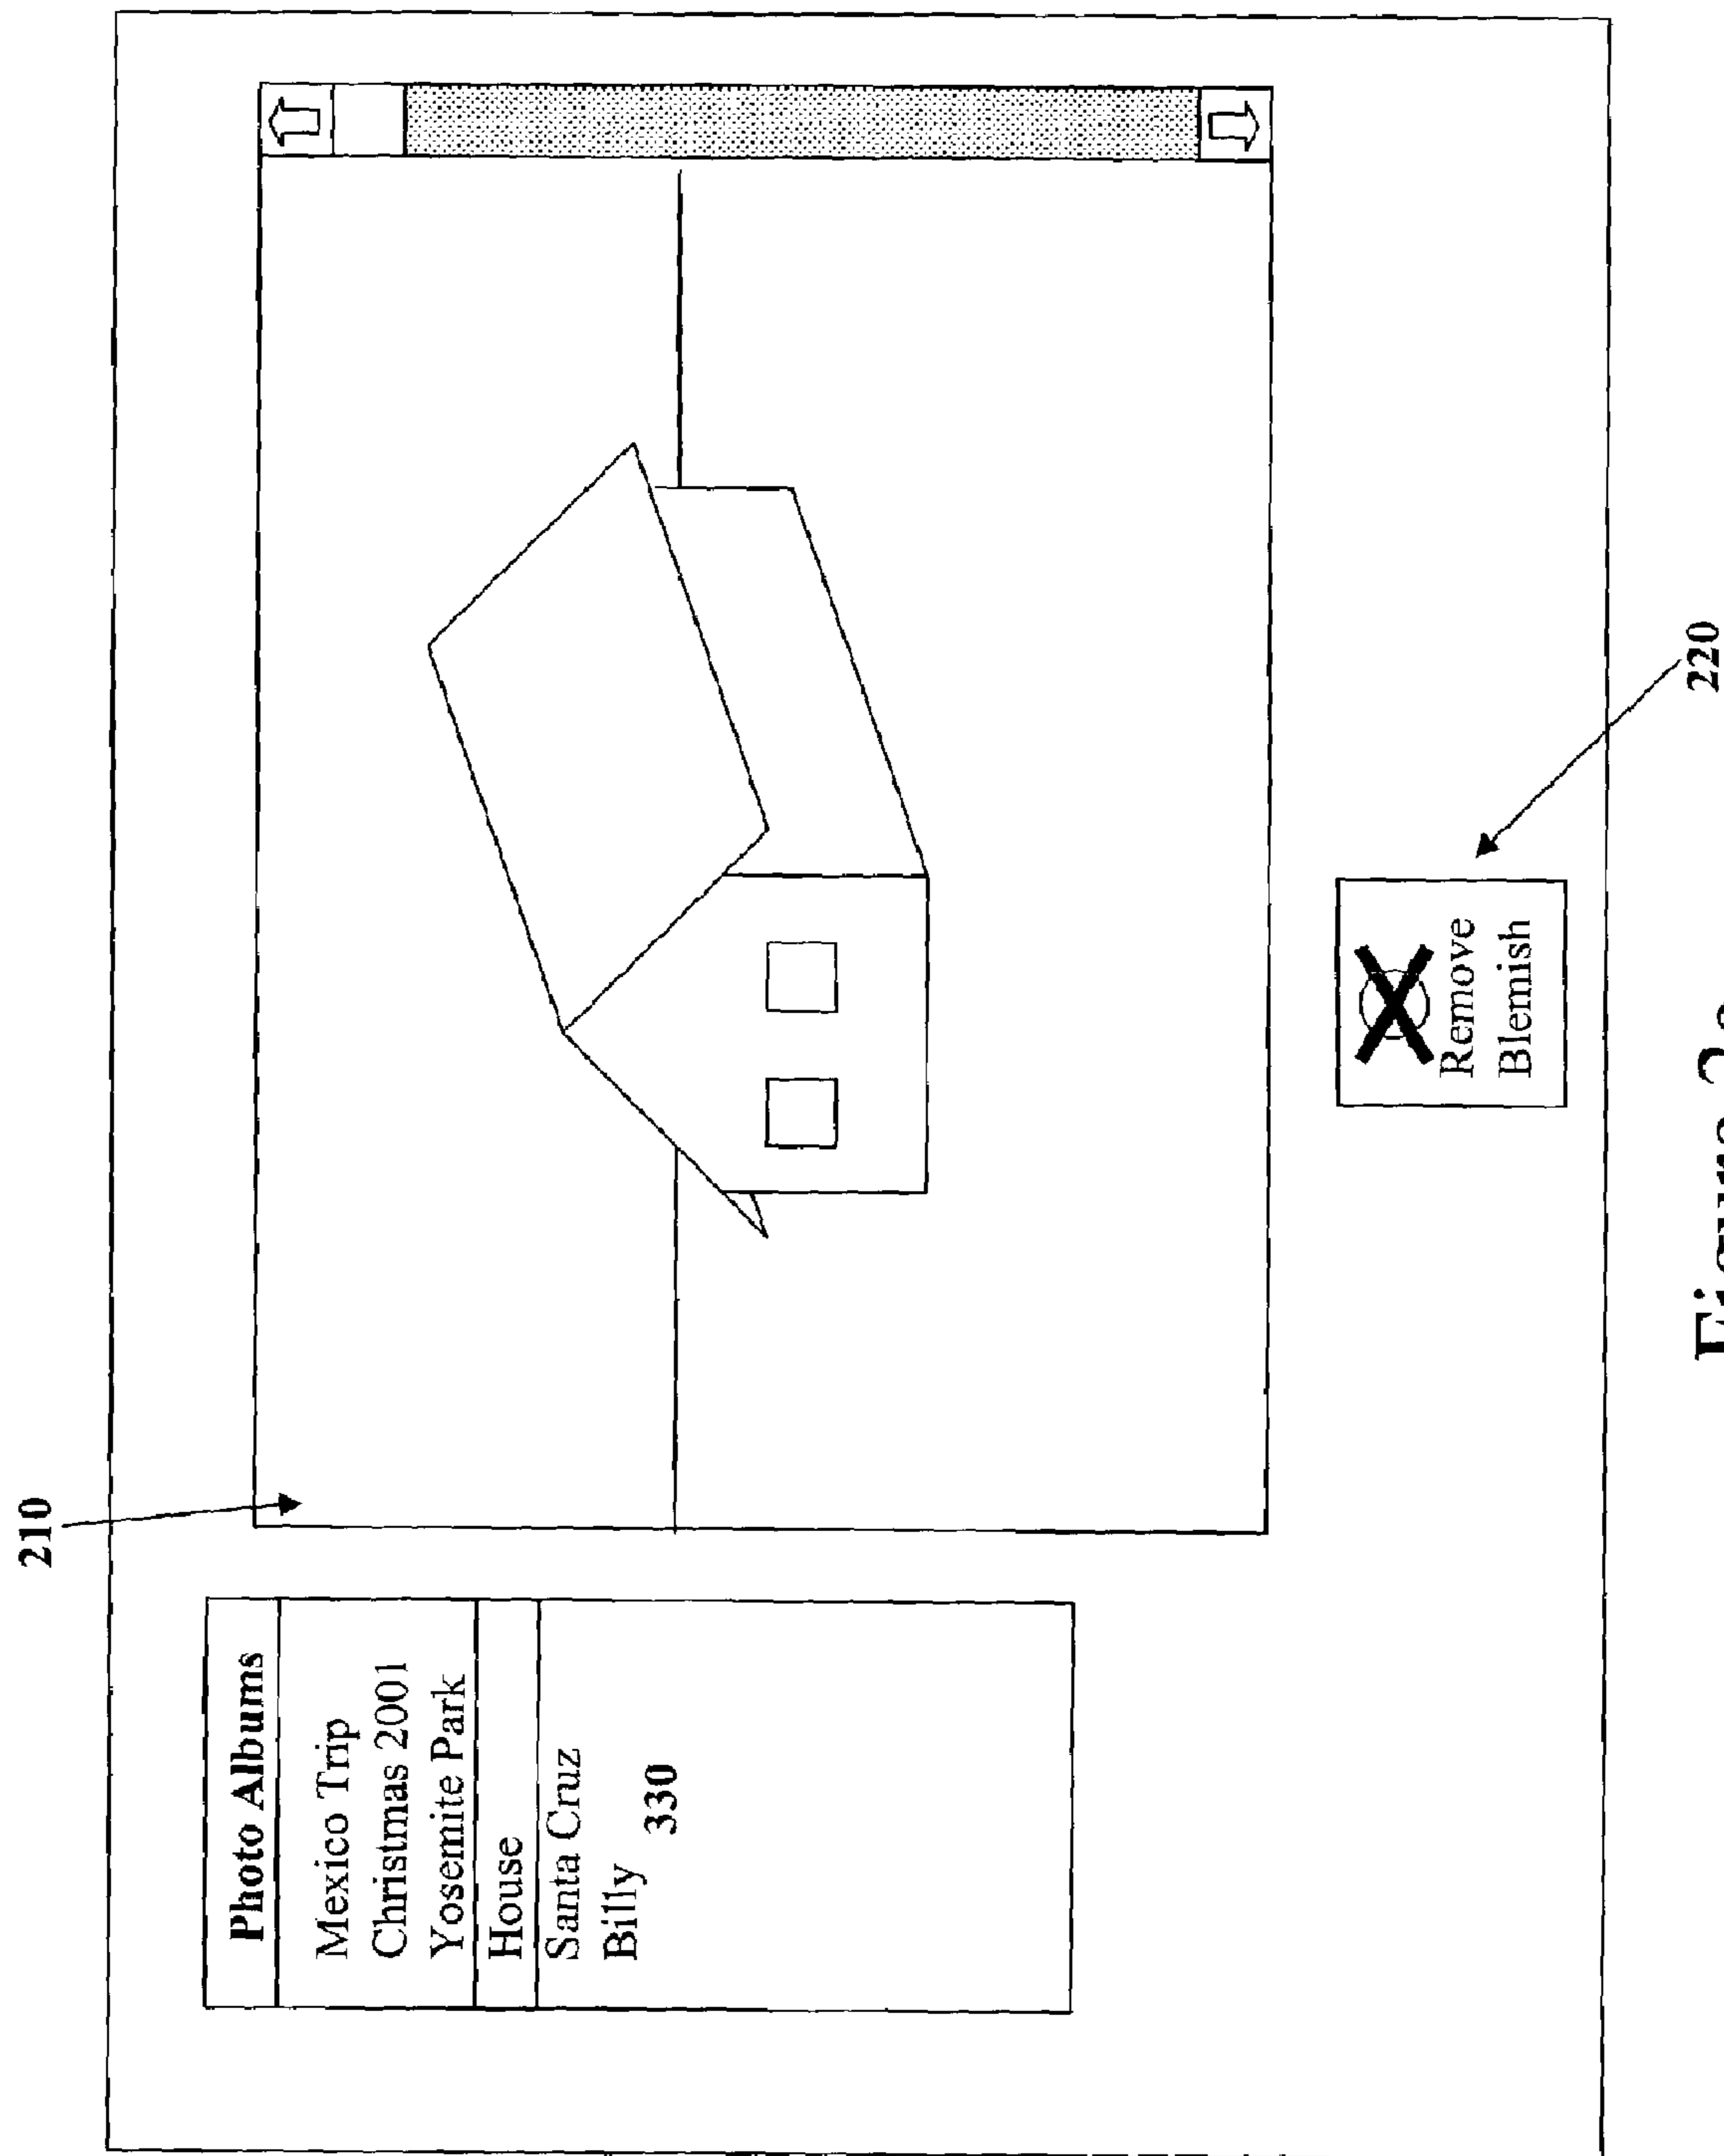 210
Photo Albums
Mexico Trip
Christmas 2001
Yosemite Park
House
Santa Cruz
Billy
330
Remove
Blemish
220